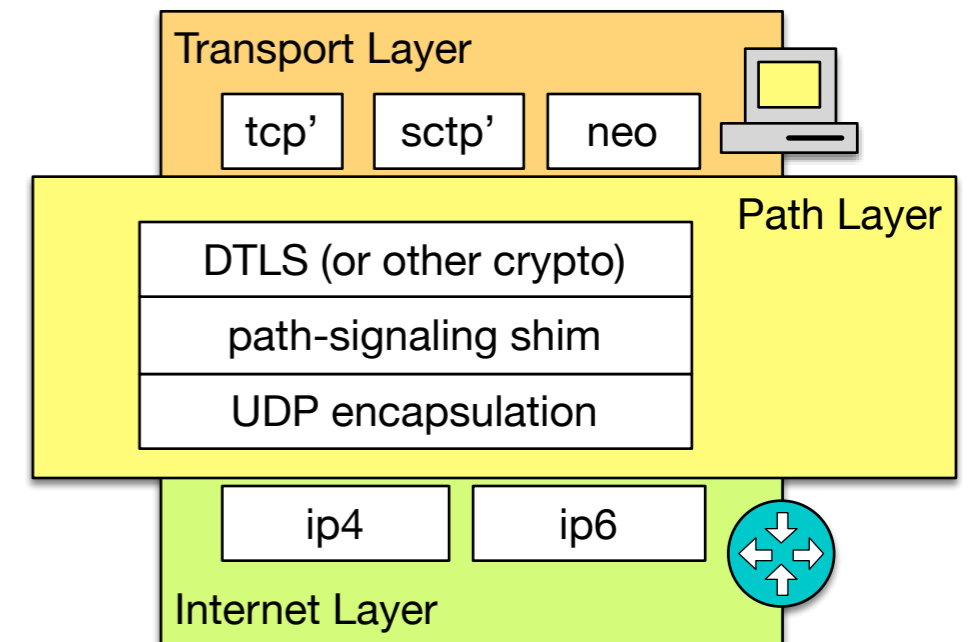 Transport Layer
tcp’
sctp’
neo
Path Layer
DTLS (or other crypto)
path-signaling shim
UDP encapsulation
ip4
ip6
Internet Layer